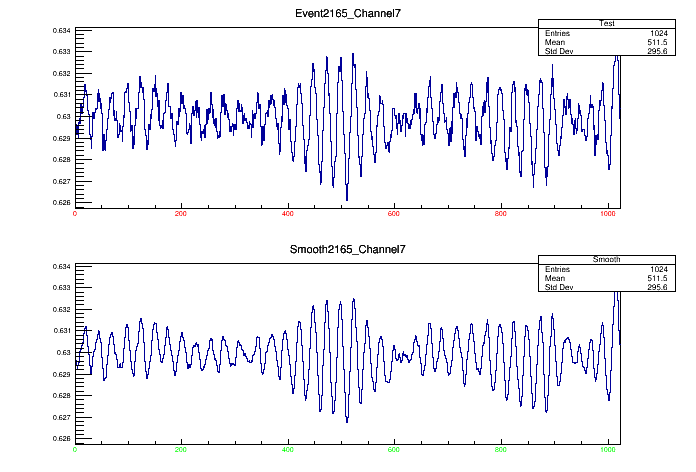 Event2165_Channel7
Test
Entries 1024
Mean 511.5
Std Dev 295.6
0.634
0.633
0.632
0.631
0.63
0.629
0.628
0.627
0.626
0 200 400 600 800 1000
Smooth2165_Channel7
Smooth
Entries 1024
Mean 511.5
Std Dev 295.6
0.634
0.633
0.632
0.631
0.63
0.629
0.628
0.627
0.626
0 200 400 600 800 1000